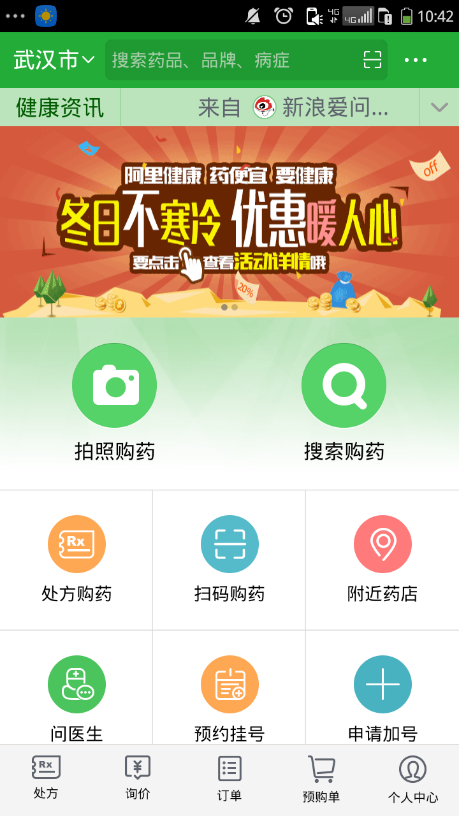 4G
4G
10:42
武汉市
搜索药品、品牌、病症
健康资讯
来自 新浪爱问...
阿里健康 药便宜 要健康
off
冬日不寒冷 优惠暖人心
要点击 查看活动详情哦
20%
拍照购药
搜索购药
Rx
处方购药
扫码购药
附近药店
问医生
预约挂号
申请加号
Rx
处方
询价
订单
预购单
个人中心